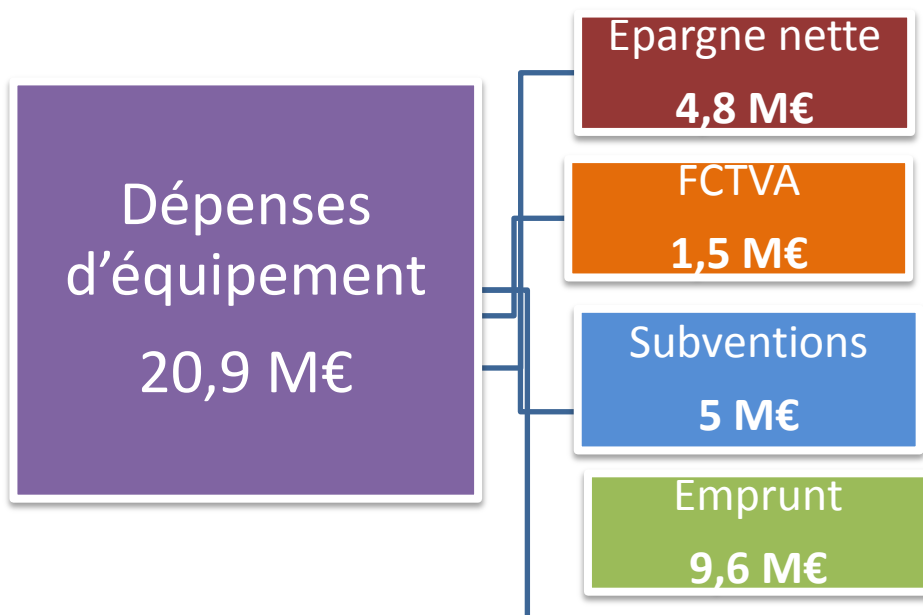 Dépenses
d’équipement
20,9 M€
Epargne nette
4,8 M€
FCTVA
1,5 M€
Subventions
5 M€
Emprunt
9,6 M€